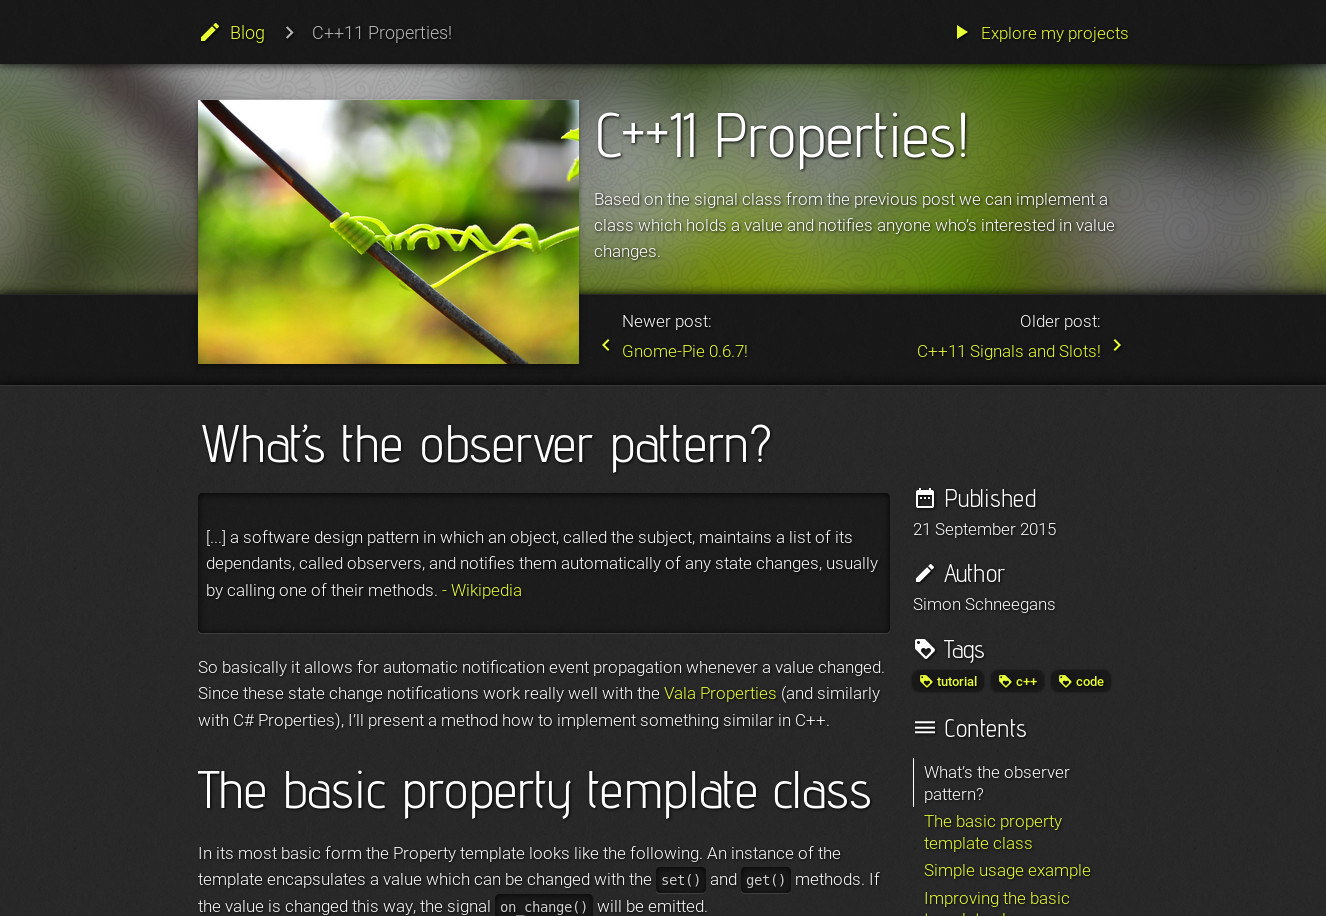 Blog
C++11 Properties!
Explore my projects
C++11 Properties!
Based on the signal class from the previous post we can implement a
class which holds a value and notifies anyone who's interested in value
changes.
Newer post:
Gnome-Pie 0.6.7!
Older post:
C++11 Signals and Slots!
What's the observer pattern?
[...] a software design pattern in which an object, called the subject, maintains a list of its
dependants, called observers, and notifies them automatically of any state changes, usually
by calling one of their methods. - Wikipedia
So basically it allows for automatic notification event propagation whenever a value changed.
Since these state change notifications work really well with the Vala Properties (and similarly
with C# Properties), I'll present a method how to implement something similar in C++.
The basic property template class
In its most basic form the Property template looks like the following. An instance of the
template encapsulates a value which can be changed with the set() and get() methods. If
the value is changed this way, the signal on_change() will be emitted.
Published
21 September 2015
Author
Simon Schneegans
Tags
tutorial c++ code
Contents
What's the observer
pattern?
The basic property
template class
Simple usage example
Improving the basic